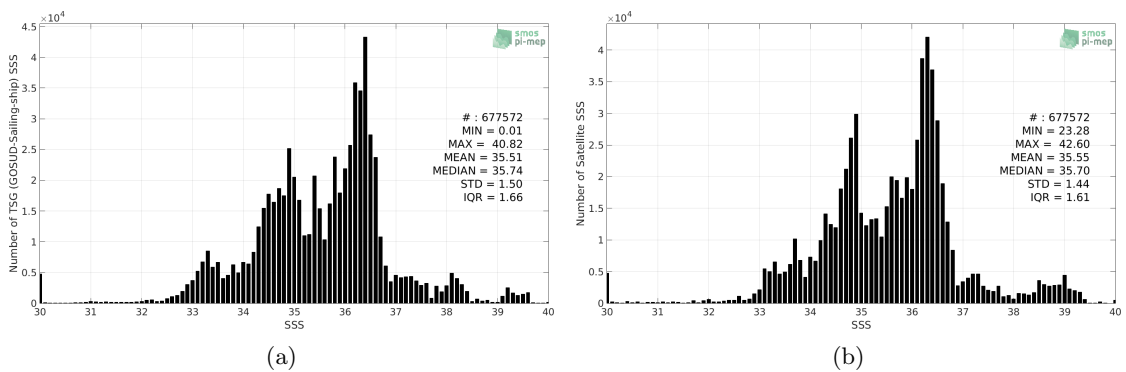 ×10⁴
4.5
4
3.5
3
2.5
2
1.5
1
0.5
0
Number of TSG (GOSUD-Sailing-ship) SSS
smos
pi-mep
# : 677572
MIN = 0.01
MAX = 40.82
MEAN = 35.51
MEDIAN = 35.74
STD = 1.50
IQR = 1.66
30 31 32 33 34 35 36 37 38 39 40
SSS
(a)
×10⁴
4
3.5
3
2.5
2
1.5
1
0.5
0
Number of Satellite SSS
smos
pi-mep
# : 677572
MIN = 23.28
MAX = 42.60
MEAN = 35.55
MEDIAN = 35.70
STD = 1.44
IQR = 1.61
30 31 32 33 34 35 36 37 38 39 40
SSS
(b)